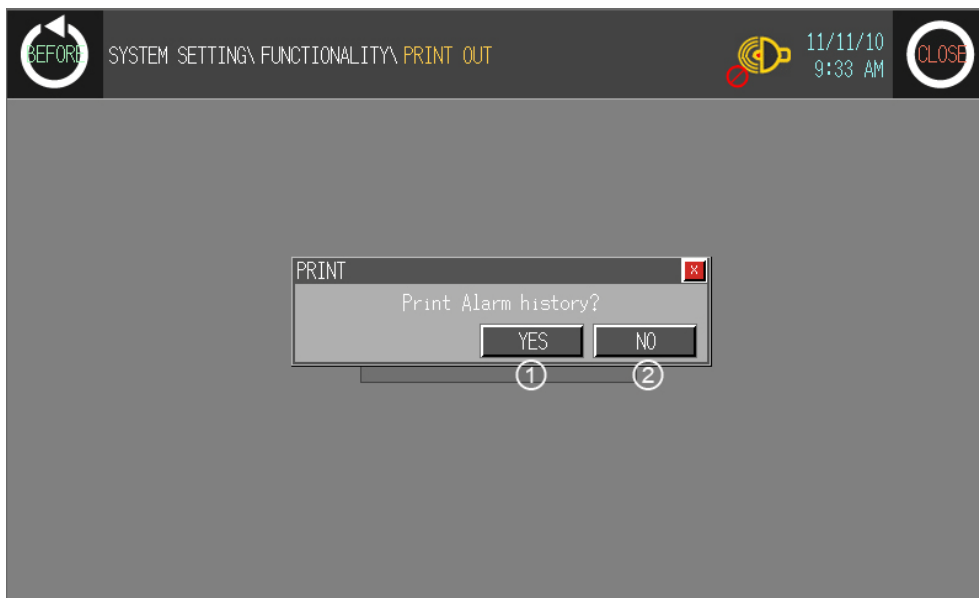 BEFORE
SYSTEM SETTING\ FUNCTIONALITY\ PRINT OUT
11/11/10
9:33 AM
CLOSE
PRINT
X
Print Alarm history?
YES NO
1 2